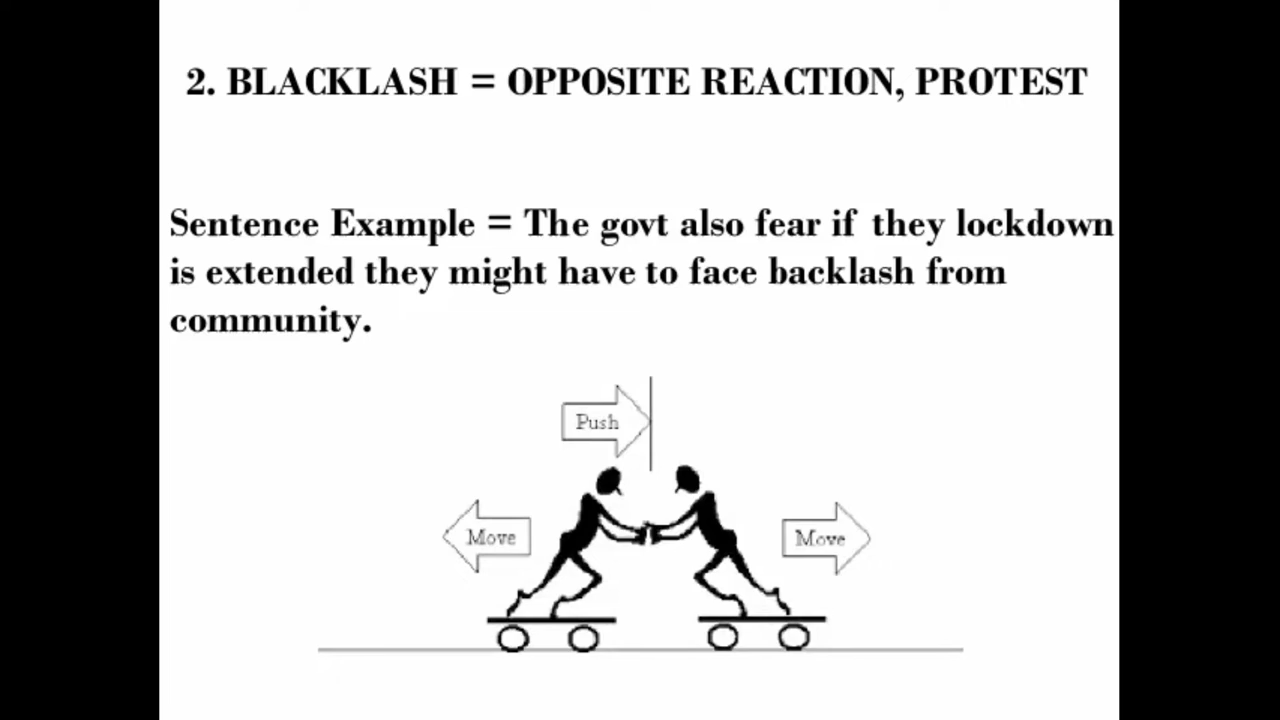 2. BLACKLASH = OPPOSITE REACTION, PROTEST
Sentence Example = The govt also fear if they lockdown
is extended they might have to face backlash from
community.
Push
Move
Move